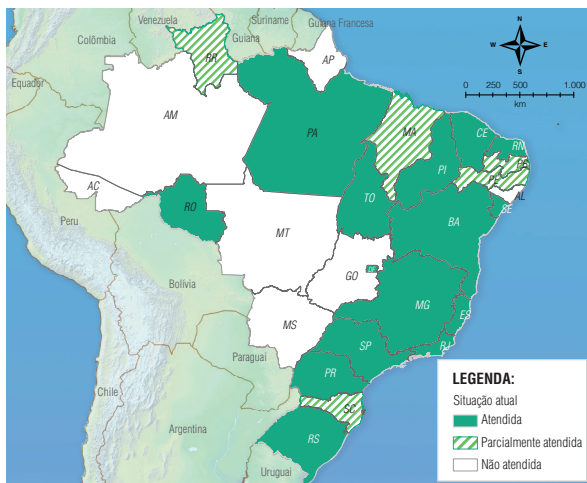 Venezuela
Suriname
Guiana Francesa
Colômbia
Guiana
Equador
RR
AP
N
W
E
S
0 250 500 1.000
km
AM
PA
MA
CE
RN
PB
PI
PE
AL
SE
AC
RO
TO
BA
Peru
MT
GO
DF
Bolívia
MG
ES
MS
SP
RJ
Paraguai
PR
SC
Chile
RS
Argentina
Uruguai
LEGENDA:
Situação atual
Atendida
Parcialmente atendida
Não atendida